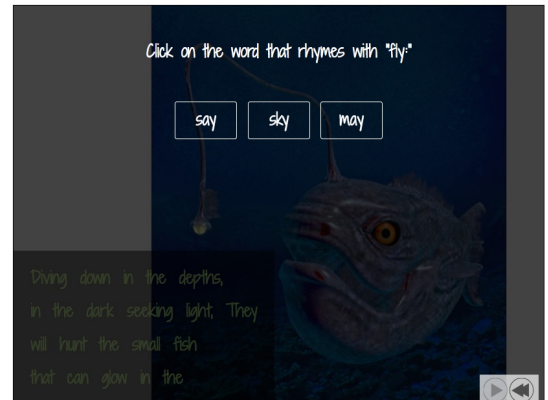 Click on the word that rhymes with "fly:"
say sky may
Diving down in the depths,
in the dark seeking light; They
will hunt the small fish
that can glow in the